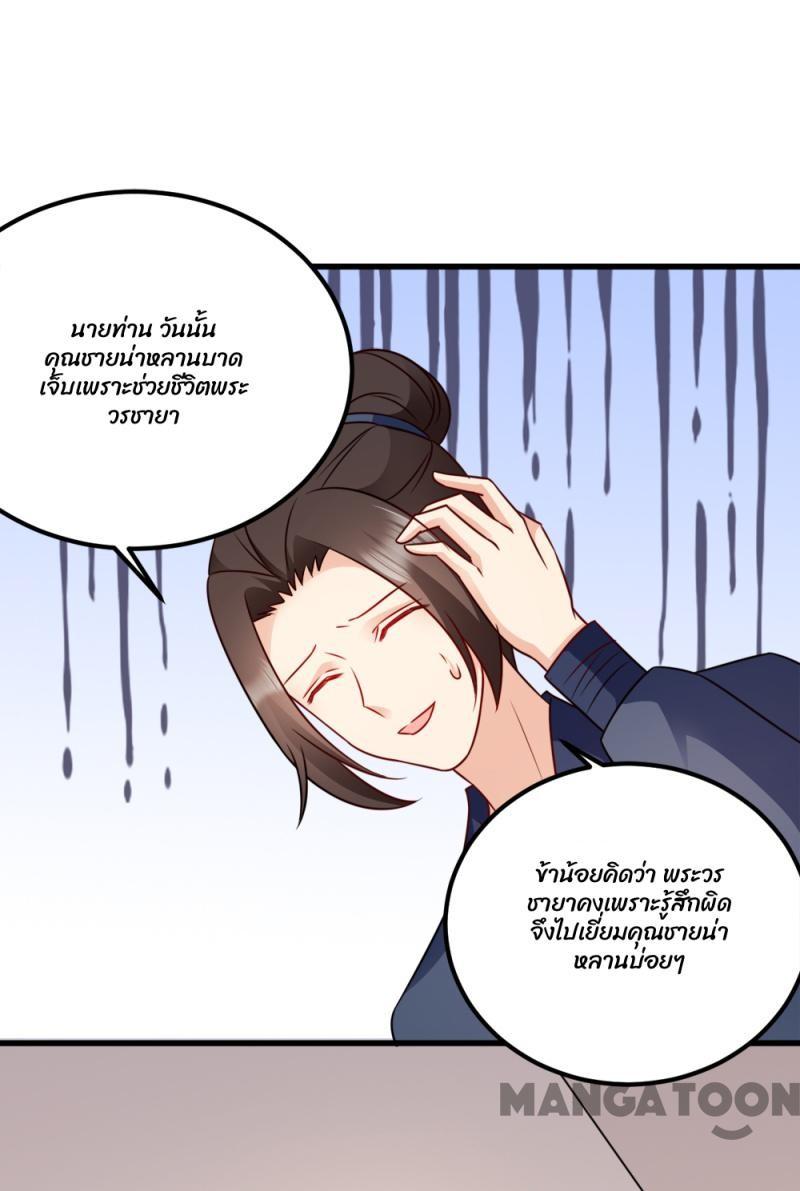 นายท่าน วันนั้น
คุณชายน่าหลานบาด
เจ็บเพราะช่วยชีวิตพระ
วรชายา
ข้าน้อยคิดว่า พระวร
ชายาคงเพราะรู้สึกผิด
จึงไปเยี่ยมคุณชายน่า
หลานบ่อยๆ
MANGATOON